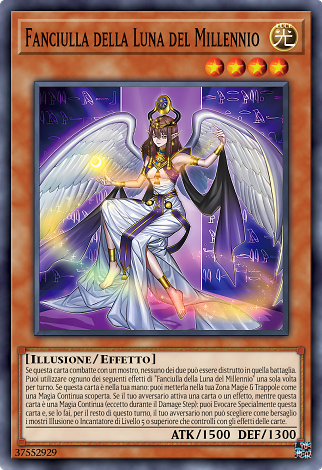 Fanciulla della Luna del Millennio
光
[Illusione/Effetto]
Se questa carta combatte con un mostro, nessuno dei due può essere distrutto in quella battaglia.
Puoi utilizzare ognuno dei seguenti effetti di "Fanciulla della Luna del Millennio" una sola volta
per turno. Se questa carta è nella tua mano: puoi metterla nella tua Zona Magie & Trappole come
una Magia Continua scoperta. Se il tuo avversario attiva una carta o un effetto, mentre questa
carta è una Magia Continua (eccetto durante il Damage Step): puoi Evocare Specialmente questa
carta e, se lo fai, per il resto di questo turno, il tuo avversario non può scegliere come bersaglio
i mostri Illusione o Incantatore di Livello 5 o superiore che controlli con gli effetti delle carte.
ATK/1500 DEF/1300
37552929